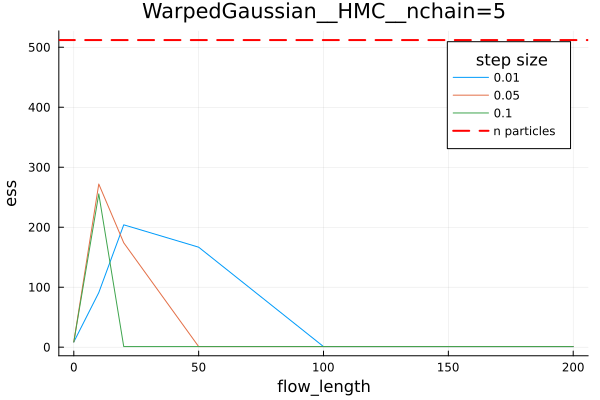 WarpedGaussian__HMC__nchain=5
500
400
300
200
100
0
ess
step size
0.01
0.05
0.1
n particles
0 50 100 150 200
flow_length